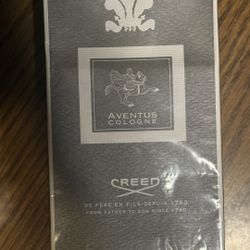 AVENTUS
COLOGNE
CREED
DE PÈRE EN FILS DEPUIS 1760
FROM FATHER TO SON SINCE 1760